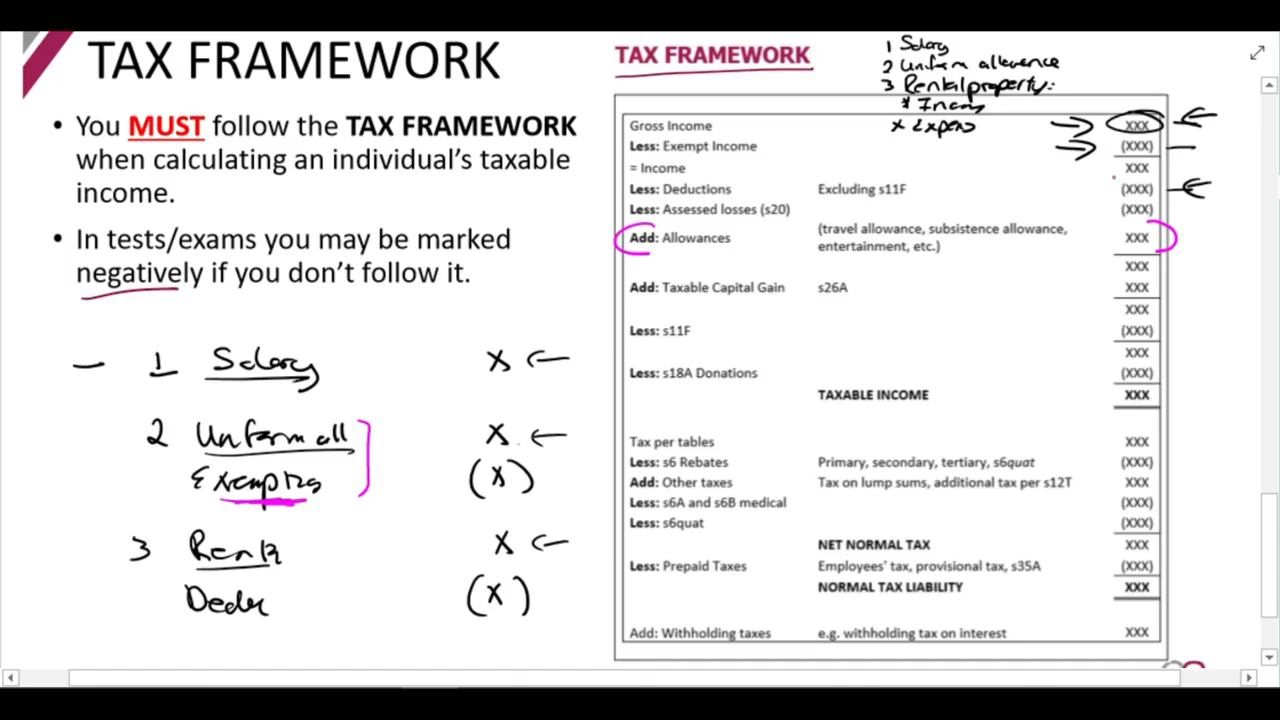 TAX FRAMEWORK
• You MUST follow the TAX FRAMEWORK
when calculating an individual's taxable
income.
• In tests/exams you may be marked
negatively if you don't follow it.
1 Salary X
2 Uniform all X
(X)
3 X
(X)
TAX FRAMEWORK
1 Salary
2 Uniform allowance
3 Rental property:
Gross Income XXX
Less: Exempt Income (XXX)
= Income XXX
Less: Deductions Excluding s11F (XXX)
Less: Assessed losses (s20) (XXX)
Add: Allowances (travel allowance, subsistence allowance, entertainment, etc.) XXX
XXX
Add: Taxable Capital Gain s26A XXX
XXX
Less: s11F (XXX)
XXX
Less: s18A Donations (XXX)
TAXABLE INCOME XXX
Tax per tables XXX
Less: s6 Rebates Primary, secondary, tertiary, s6quat (XXX)
Add: Other taxes Tax on lump sums, additional tax per s12T XXX
Less: s6A and s6B medical (XXX)
Less: s6quat (XXX)
NET NORMAL TAX XXX
Less: Prepaid Taxes Employees' tax, provisional tax, s35A (XXX)
NORMAL TAX LIABILITY XXX
Add: Withholding taxes e.g. withholding tax on interest XXX